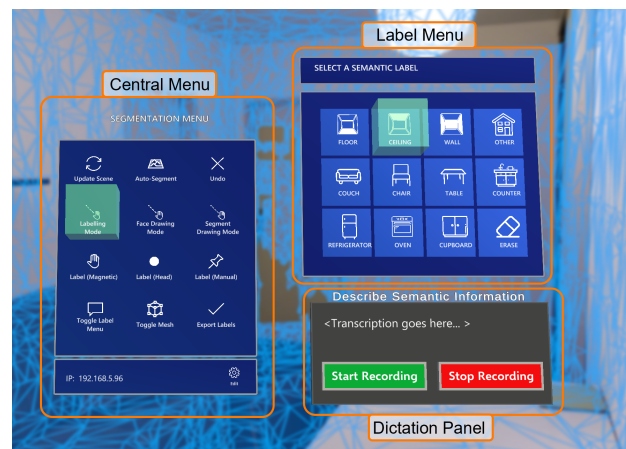 Label Menu
SELECT A SEMANTIC LABEL
FLOOR CEILING WALL OTHER
COUCH CHAIR TABLE COUNTER
REFRIGERATOR OVEN CUPBOARD ERASE
Central Menu
SEGMENTATION MENU
Update Scene Auto-Segment Undo
Labelling Mode Face Drawing Mode Segment Drawing Mode
Label (Magnetic) Label (Head) Label (Manual)
Toggle Label Menu Toggle Mesh Export Labels
IP: 192.168.5.96
Edit
Describe Semantic Information
<Transcription goes here... >
Start Recording Stop Recording
Dictation Panel